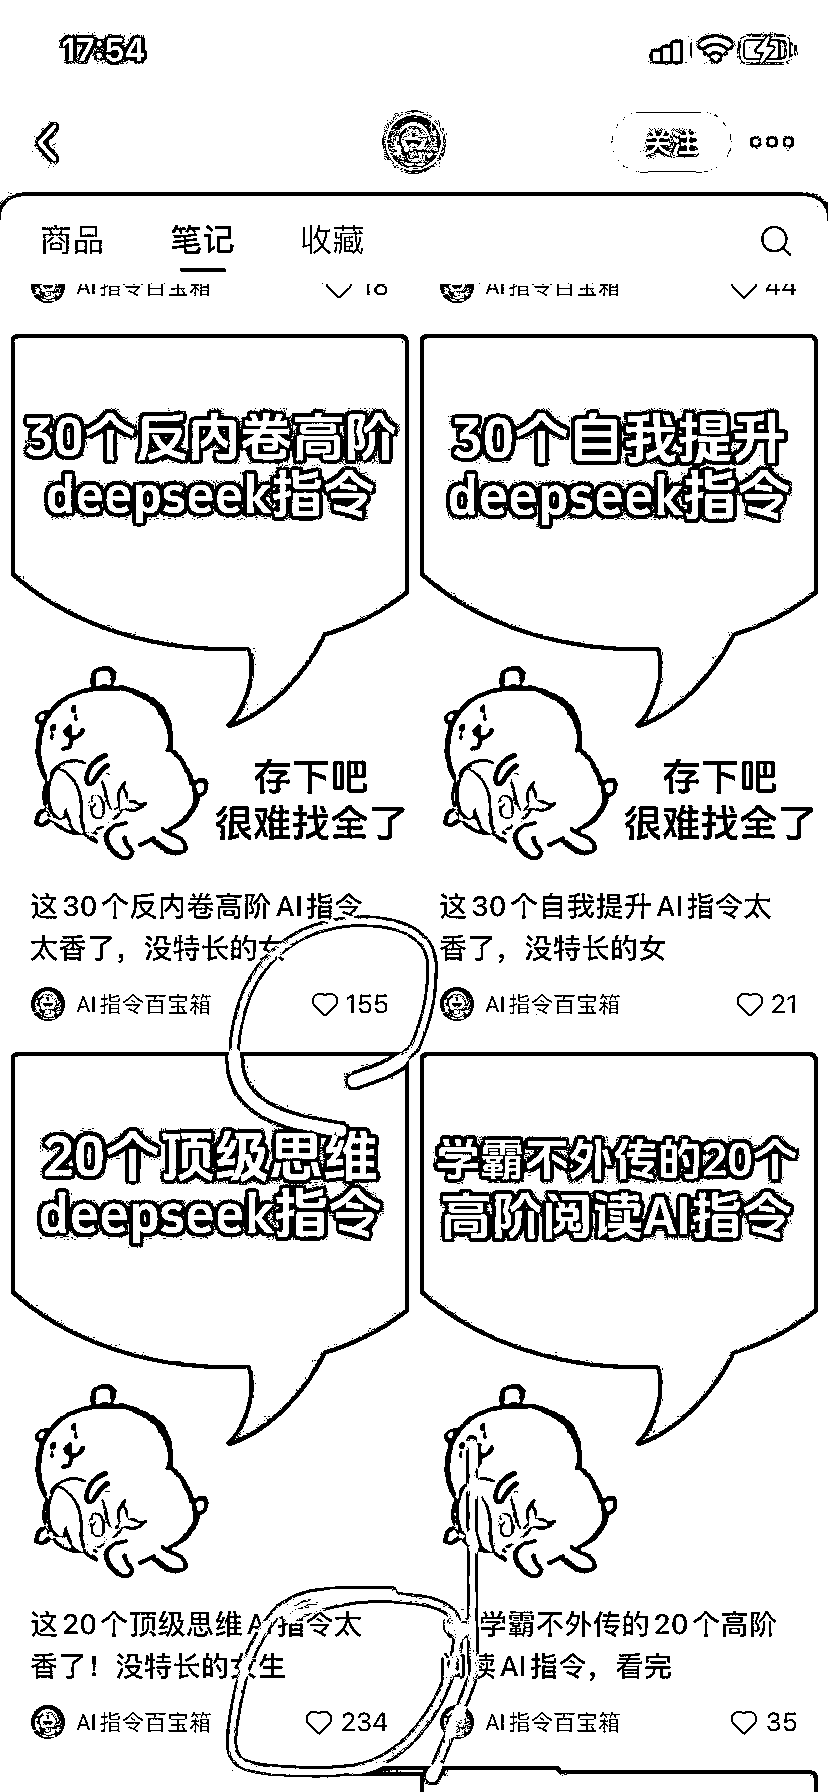 17:54
关注
商品 笔记 收藏
AI指令百宝箱 18 AI指令百宝箱 44
30个反内卷高阶
deepseek指令
存下吧
很难找全了
这30个反内卷高阶AI指令
太香了，没特长的女
AI指令百宝箱 155
30个自我提升
deepseek指令
存下吧
很难找全了
这30个自我提升AI指令太
香了，没特长的女
AI指令百宝箱 21
20个顶级思维
deepseek指令
这20个顶级思维AI指令太
香了！没特长的女生
AI指令百宝箱 234
学霸不外传的20个
高阶阅读AI指令
学霸不外传的20个高阶
阅读AI指令，看完
AI指令百宝箱 35